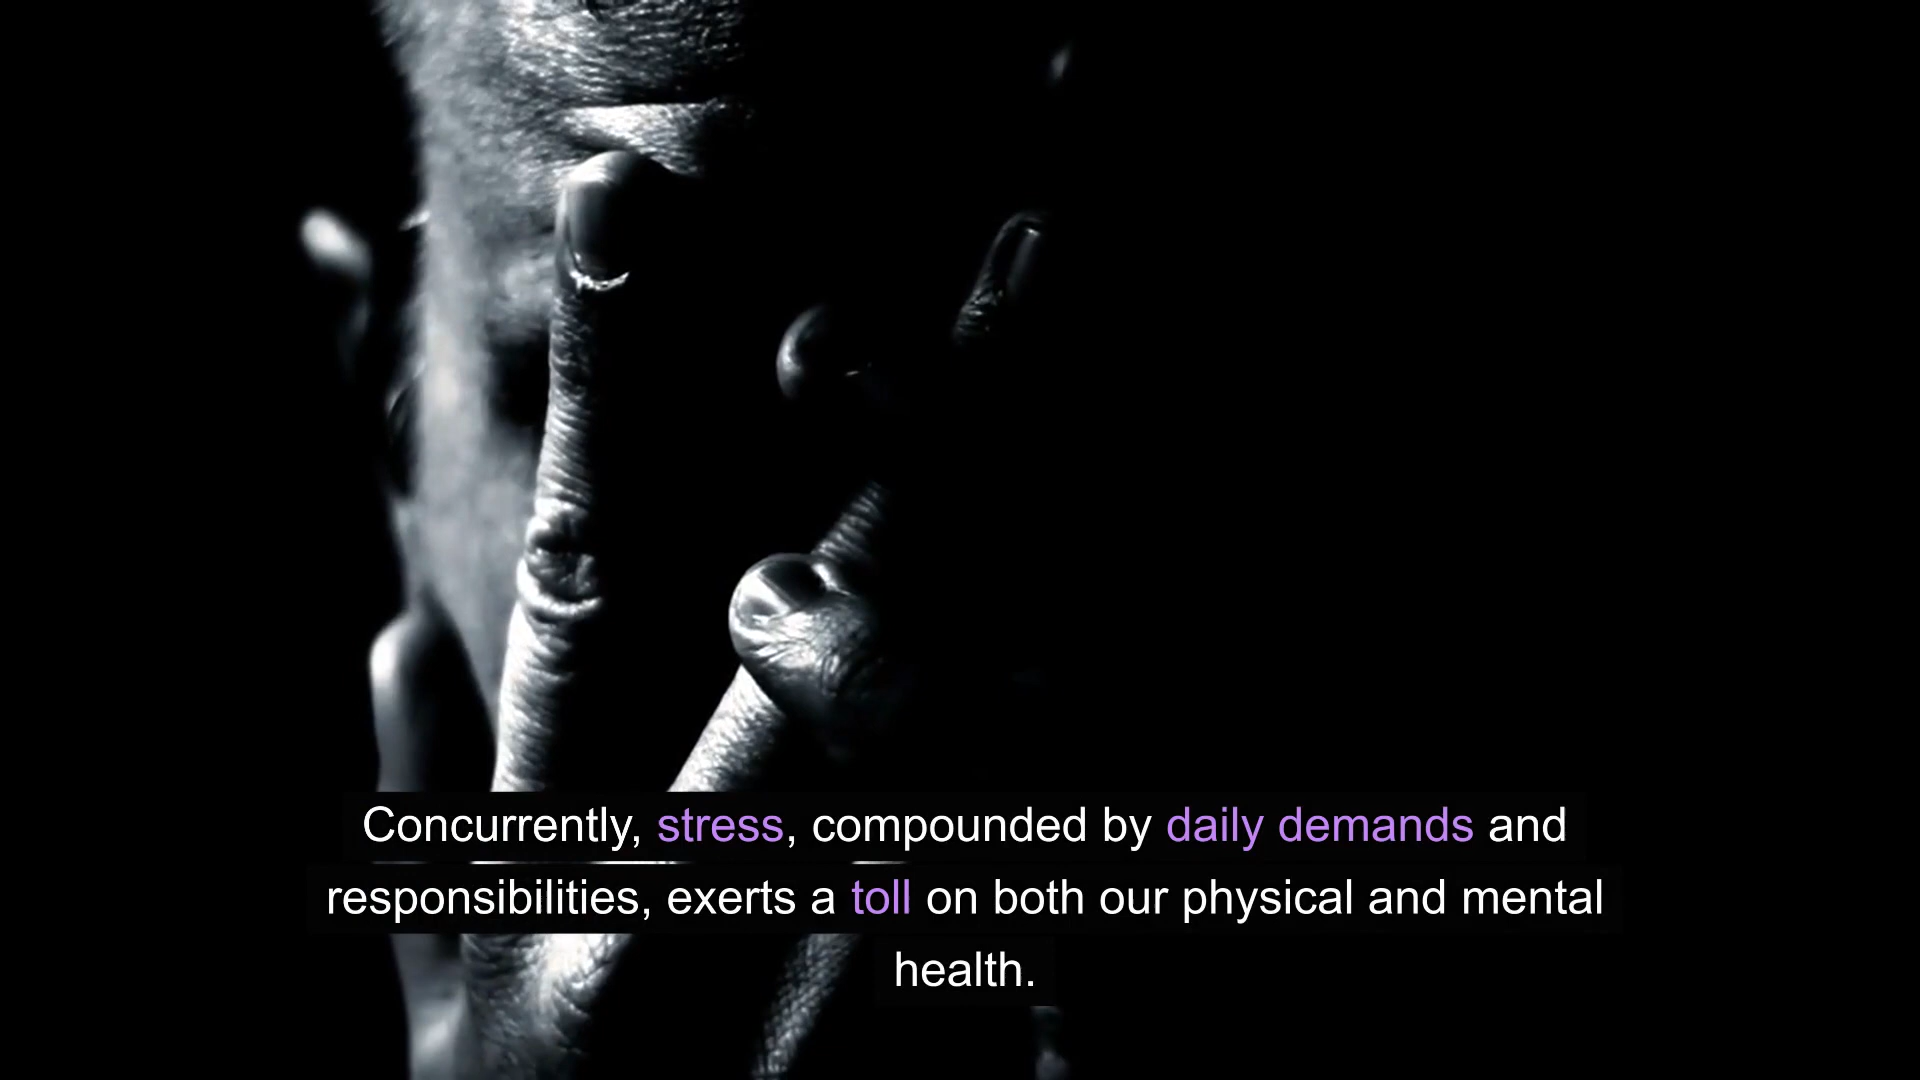 Concurrently, stress, compounded by daily demands and
responsibilities, exerts a toll on both our physical and mental
health.